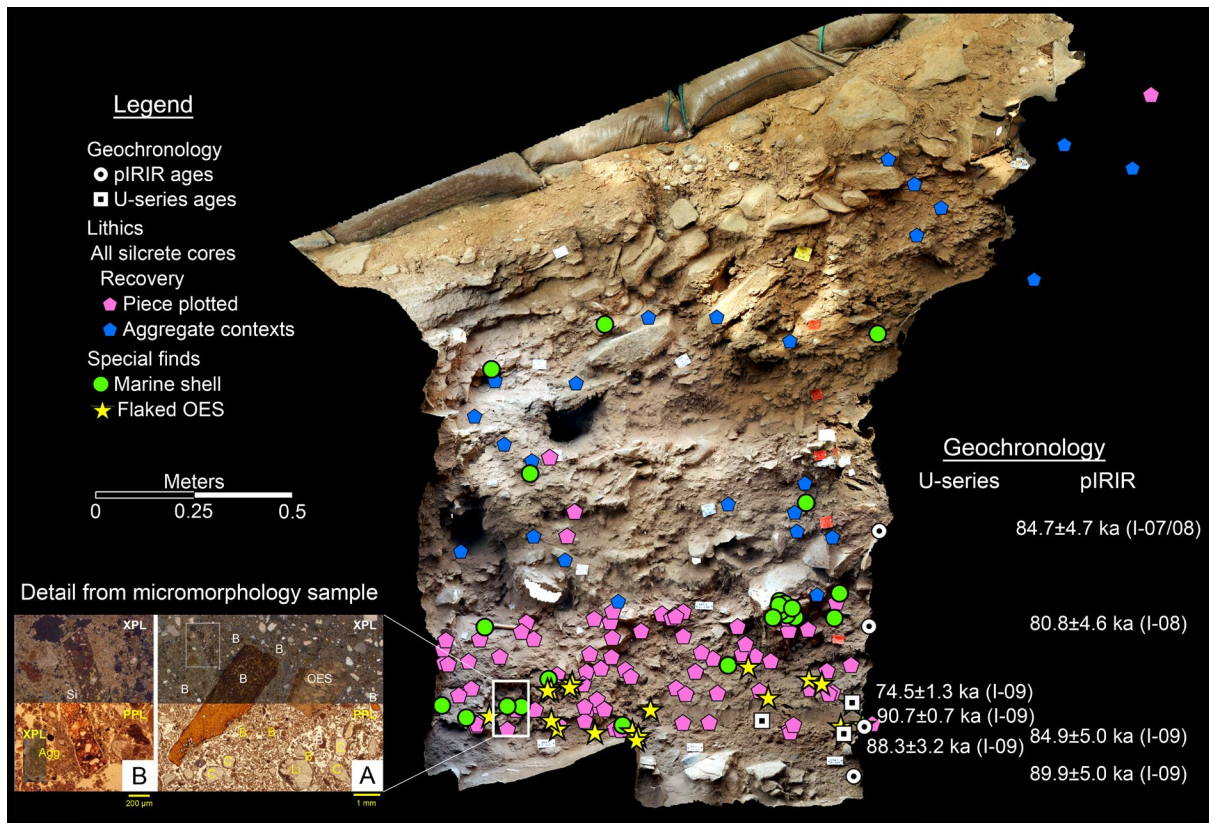 Legend
Geochronology
pIRIR ages
U-series ages
Lithics
All silcrete cores
Recovery
Piece plotted
Aggregate contexts
Special finds
Marine shell
Flaked OES
Meters
0 0.25 0.5
Geochronology
U-series pIRIR
84.7±4.7 ka (I-07/08)
80.8±4.6 ka (I-08)
74.5±1.3 ka (I-09)
90.7±0.7 ka (I-09)
84.9±5.0 ka (I-09)
88.3±3.2 ka (I-09)
89.9±5.0 ka (I-09)
Detail from micromorphology sample
XPL
Si
PPL
XPL
Agg
B
200 µm
XPL
B
B
B
B
OES
B
PPL
B
B
B
C
C
C
C
C
Li
A
1 mm